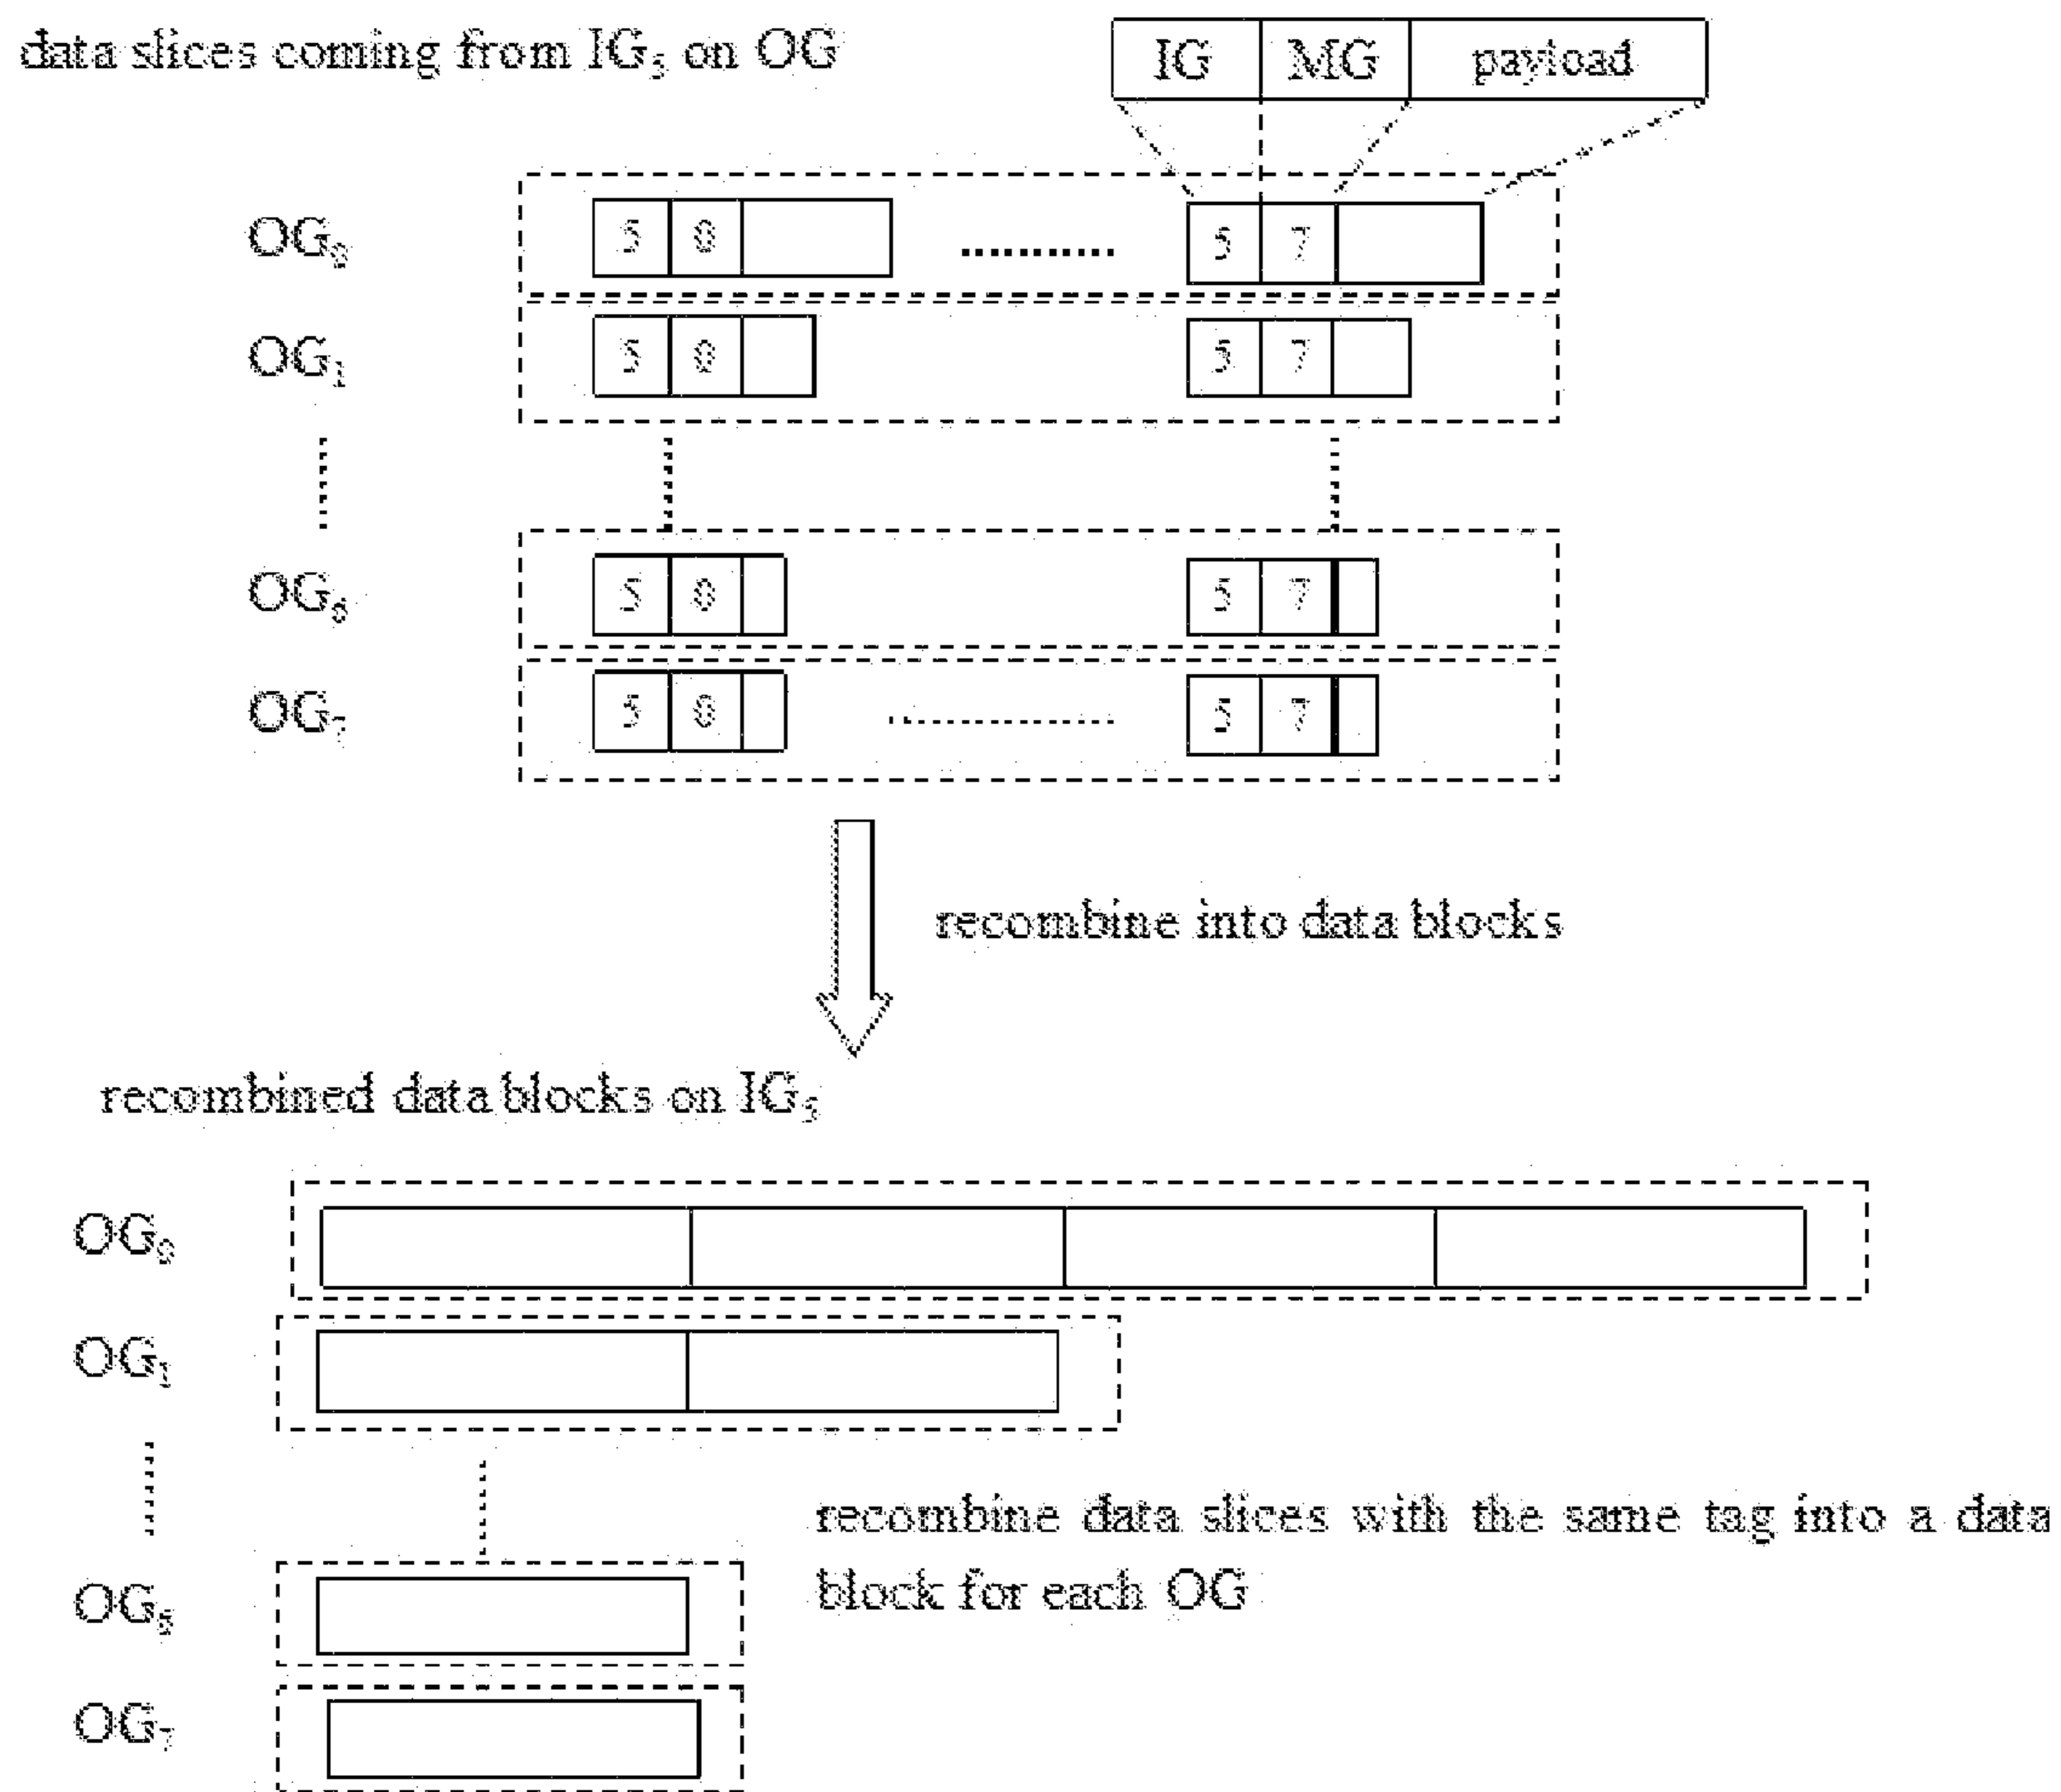 data slices coming from IG₅ on OG
IG MG payload
OG₀ 5 0 5 7
OG₁ 5 0 5 7
OG₆ 5 0 5 7
OG₇ 5 0 5 7
recombine into data blocks
recombined data blocks on IG₅
OG₀
OG₁
recombine data slices with the same tag into a data
block for each OG
OG₆
OG₇